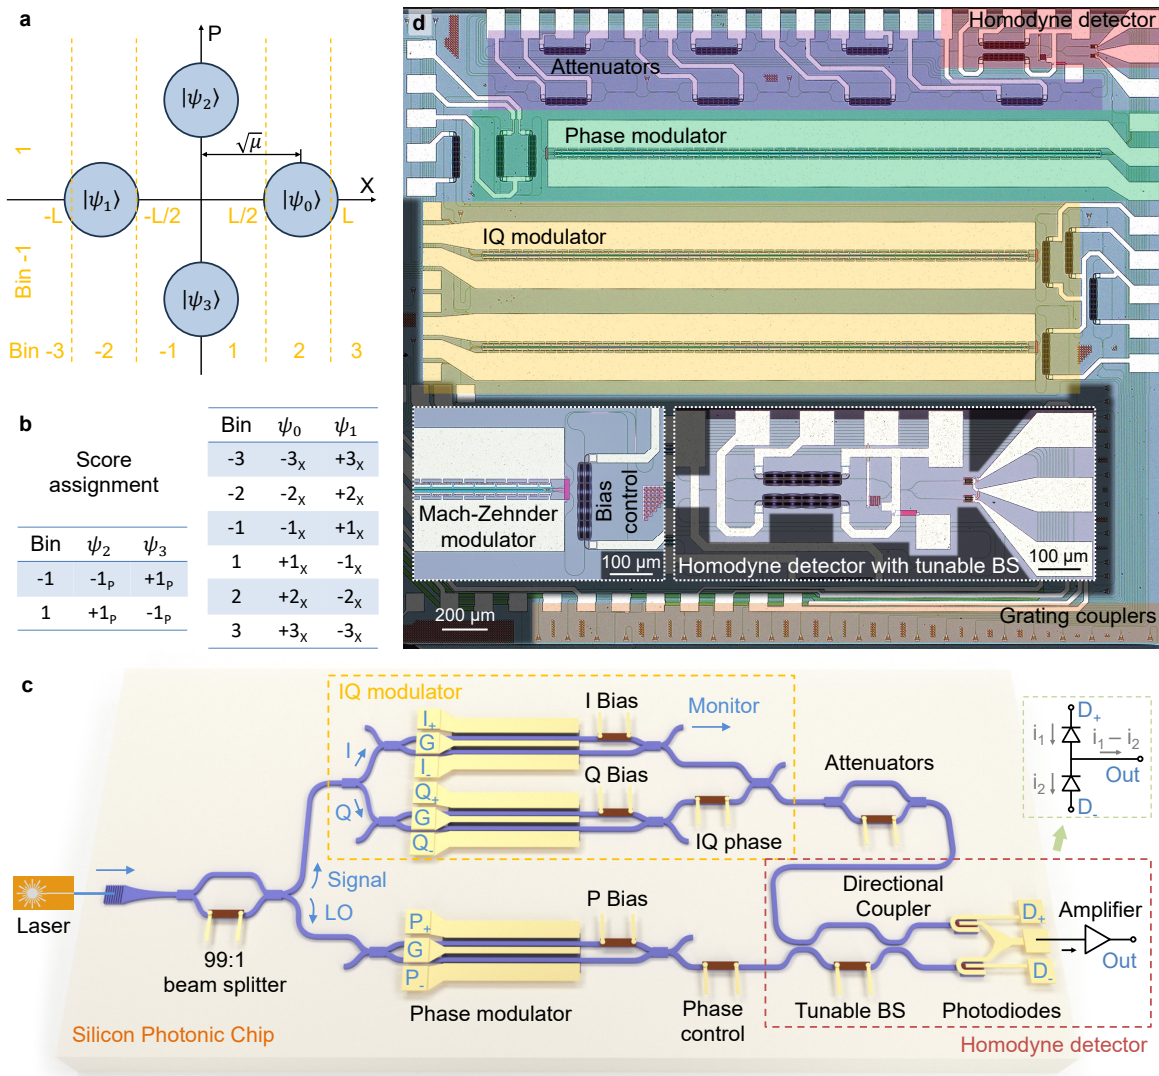 a
P
|ψ₂⟩
√μ
1
|ψ₁⟩
|ψ₀⟩
X
-L
-L/2
L/2
L
Bin -1
|ψ₃⟩
Bin -3 -2 -1 1 2 3
b
Score
assignment
Bin ψ₂ ψ₃
-1 -1ₚ +1ₚ
1 +1ₚ -1ₚ
Bin ψ₀ ψ₁
-3 -3ₓ +3ₓ
-2 -2ₓ +2ₓ
-1 -1ₓ +1ₓ
1 +1ₓ -1ₓ
2 +2ₓ -2ₓ
3 +3ₓ -3ₓ
d
Homodyne detector
Attenuators
Phase modulator
IQ modulator
Mach-Zehnder
modulator
Bias
control
100 μm
Homodyne detector with tunable BS
100 μm
200 μm
Grating couplers
c
IQ modulator
I Bias
Monitor
I₊
G
I₋
I
Q
Q Bias
Q₊
G
Q₋
IQ phase
Attenuators
D₊
i₁
i₁ − i₂
Out
i₂
D₋
Laser
Signal
LO
99:1
beam splitter
P Bias
P₊
G
P₋
Phase modulator
Phase
control
Directional
Coupler
Tunable BS
D₊
D₋
Amplifier
Out
Photodiodes
Silicon Photonic Chip
Homodyne detector